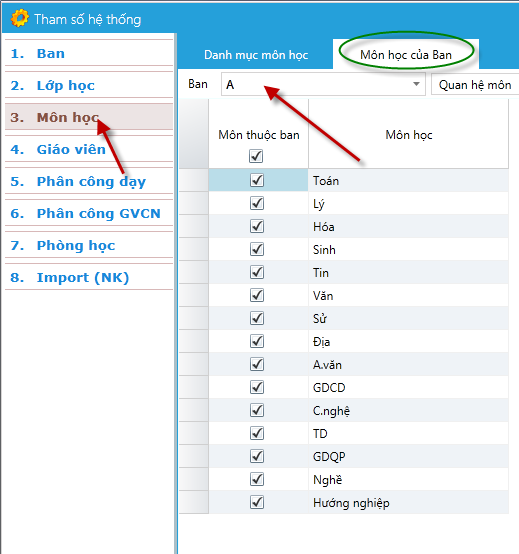 Tham số hệ thống
1. Ban
2. Lớp học
3. Môn học
4. Giáo viên
5. Phân công dạy
6. Phân công GVCN
7. Phòng học
8. Import (NK)
Danh mục môn học
Môn học của Ban
Ban A Quan hệ môn
Môn thuộc ban Môn học
Toán
Lý
Hóa
Sinh
Tin
Văn
Sử
Địa
A.văn
GDCD
C.nghệ
TD
GDQP
Nghề
Hướng nghiệp